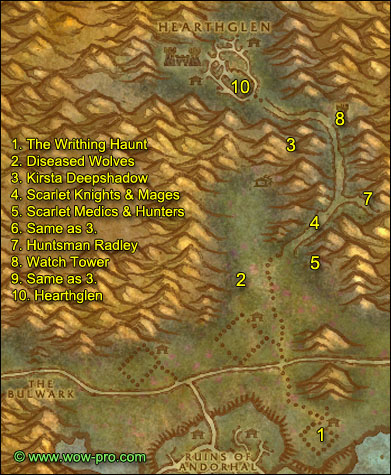 HEARTHGLEN
10
8
3
1. The Writhing Haunt
2. Diseased Wolves
3. Kirsta Deepshadow
4. Scarlet Knights & Mages
5. Scarlet Medics & Hunters
6. Same as 3.
7. Huntsman Radley
8. Watch Tower
9. Same as 3.
10. Hearthglen
7
4
5
2
THE BULWARK
1
© www.wow-pro.com
RUINS OF ANDORHAL